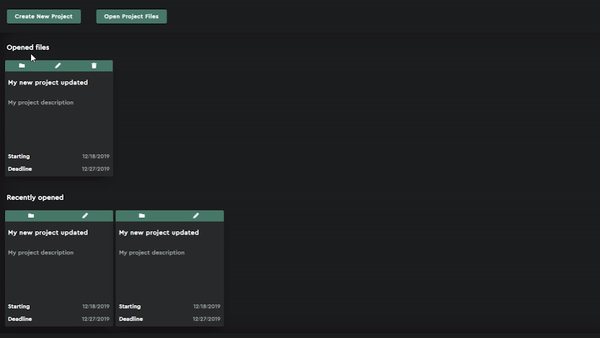 Create New Project Open Project Files
Opened files
My new project updated
My project description
Starting 12/18/2019
Deadline 12/27/2019
Recently opened
My new project updated My new project updated
My project description My project description
Starting 12/18/2019 Starting 12/18/2019
Deadline 12/27/2019 Deadline 12/27/2019